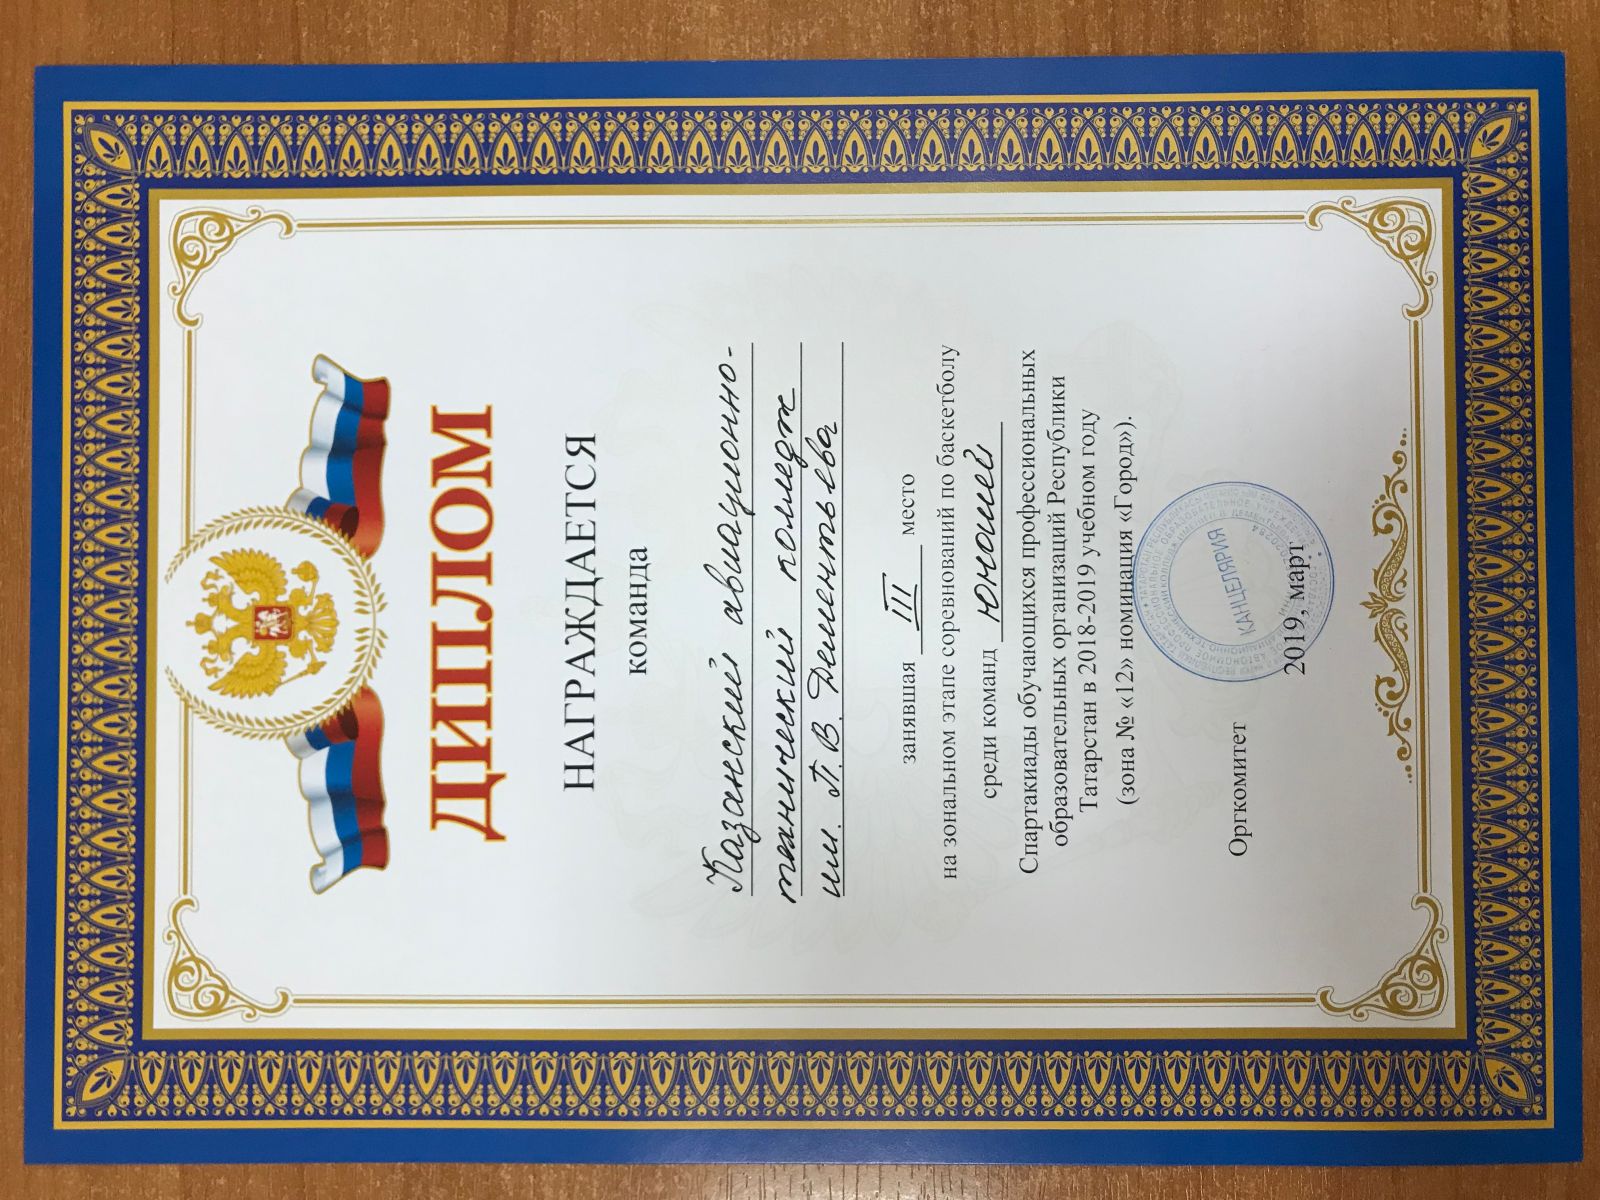 ДИПЛОМ
НАГРАЖДАЕТСЯ
команда
Казанский авиационно-
технический колледж
им. П. В. Дементьева
занявшая III место
на зональном этапе соревнований по баскетболу
среди команд юношей
Спартакиады обучающихся профессиональных
образовательных организаций Республики
Татарстан в 2018-2019 учебном году
(зона № «12» номинация «Город»).
КАНЦЕЛЯРИЯ
Оргкомитет
2019, март.